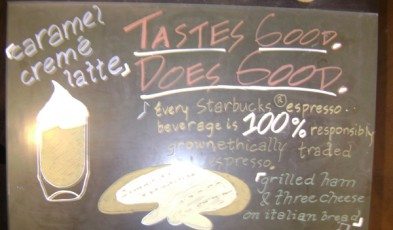 caramel
creme
latte
TASTES GOOD.
DOES GOOD.
Every Starbucks® espresso...
beverage is 100% responsibly
grown, ethically traded
espresso.
grilled ham
& three cheese
on italian bread